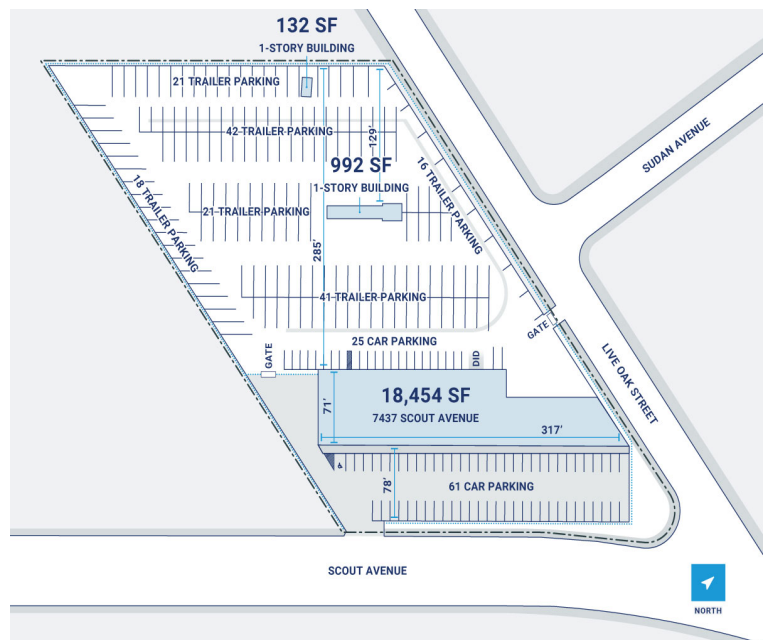 132 SF
1-STORY BUILDING
21 TRAILER PARKING
42 TRAILER PARKING
129'
SUDAN AVENUE
992 SF
1-STORY BUILDING
16 TRAILER PARKING
18 TRAILER PARKING
21 TRAILER PARKING
285'
41 TRAILER PARKING
GATE
25 CAR PARKING
GATE
DID
LIVE OAK STREET
18,454 SF
7437 SCOUT AVENUE
71'
317'
78'
61 CAR PARKING
SCOUT AVENUE
NORTH